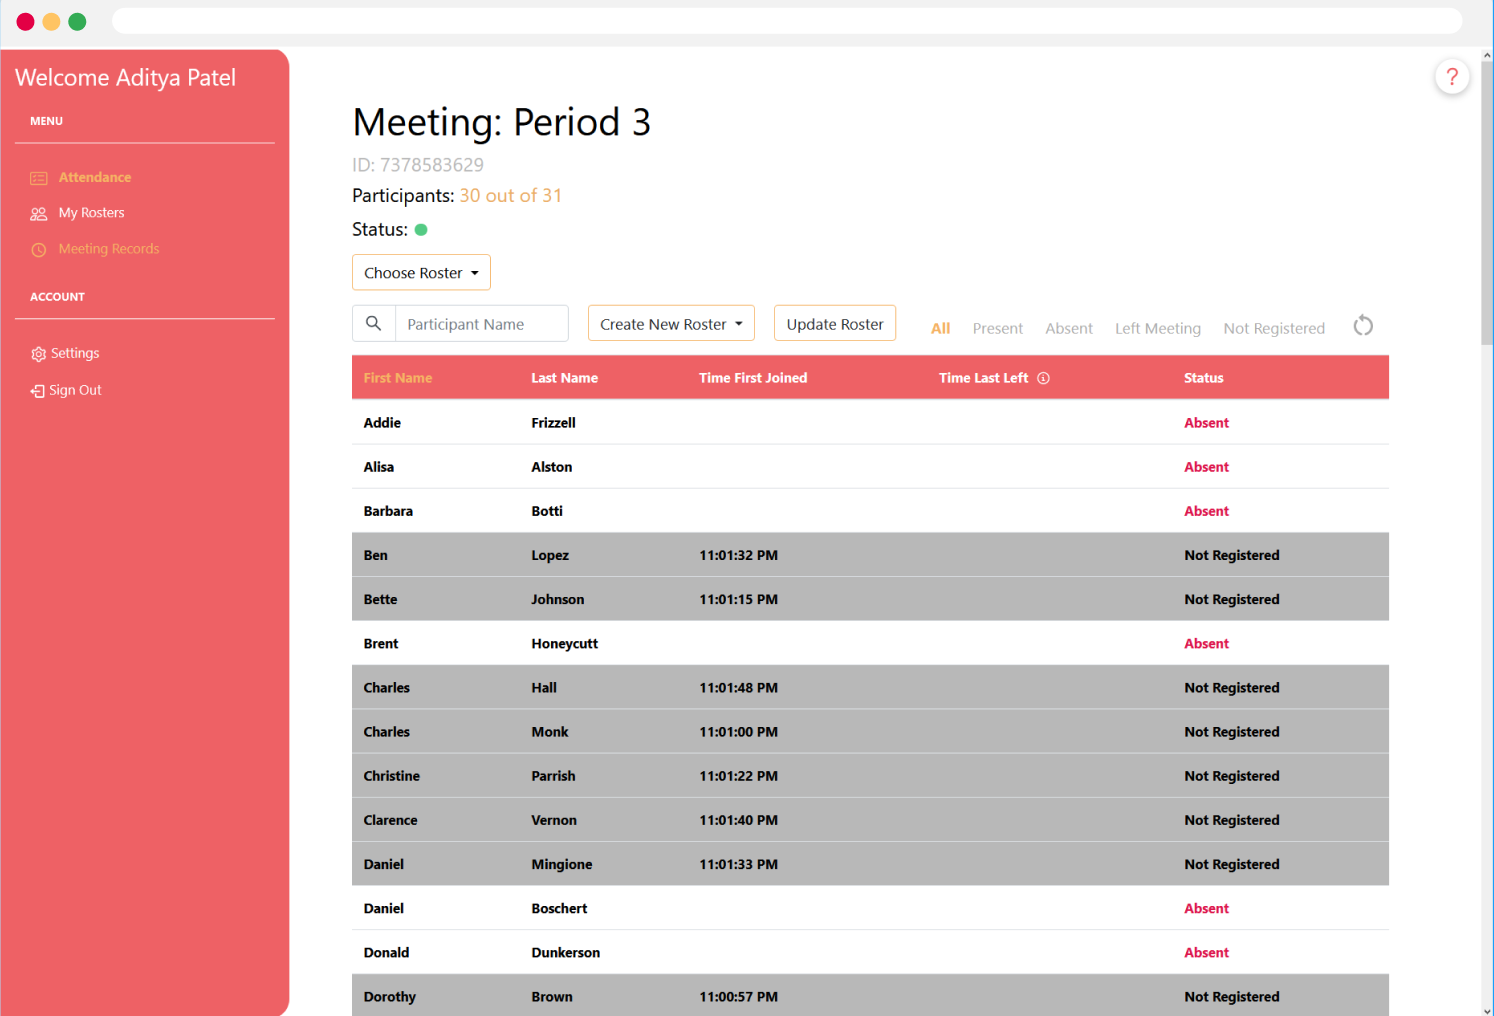 Welcome Aditya Patel
MENU
Attendance
My Rosters
Meeting Records
ACCOUNT
Settings
Sign Out
?
Meeting: Period 3
ID: 7378583629
Participants: 30 out of 31
Status:
Choose Roster
Participant Name
Create New Roster
Update Roster
All Present Absent Left Meeting Not Registered
First Name Last Name Time First Joined Time Last Left Status
Addie Frizzell Absent
Alisa Alston Absent
Barbara Botti Absent
Ben Lopez 11:01:32 PM Not Registered
Bette Johnson 11:01:15 PM Not Registered
Brent Honeycutt Absent
Charles Hall 11:01:48 PM Not Registered
Charles Monk 11:01:00 PM Not Registered
Christine Parrish 11:01:22 PM Not Registered
Clarence Vernon 11:01:40 PM Not Registered
Daniel Mingione 11:01:33 PM Not Registered
Daniel Boschert Absent
Donald Dunkerson Absent
Dorothy Brown 11:00:57 PM Not Registered